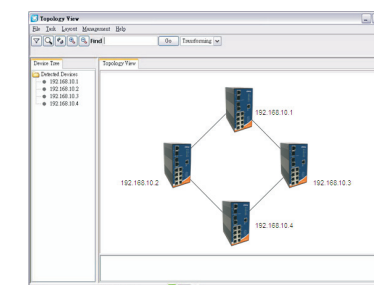 Topology View
File Task Layout Management Help
find Go Transforming
Device Tree
Topology View
Detected Devices
192.168.10.1
192.168.10.2
192.168.10.3
192.168.10.4
192.168.10.1
192.168.10.2
192.168.10.3
192.168.10.4